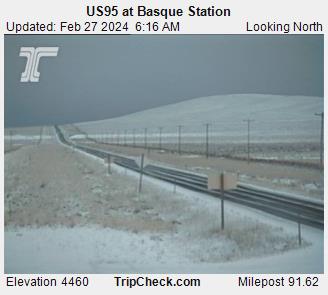 US95 at Basque Station
Updated: Feb 27 2024 6:16 AM Looking North
Elevation 4460 TripCheck.com Milepost 91.62